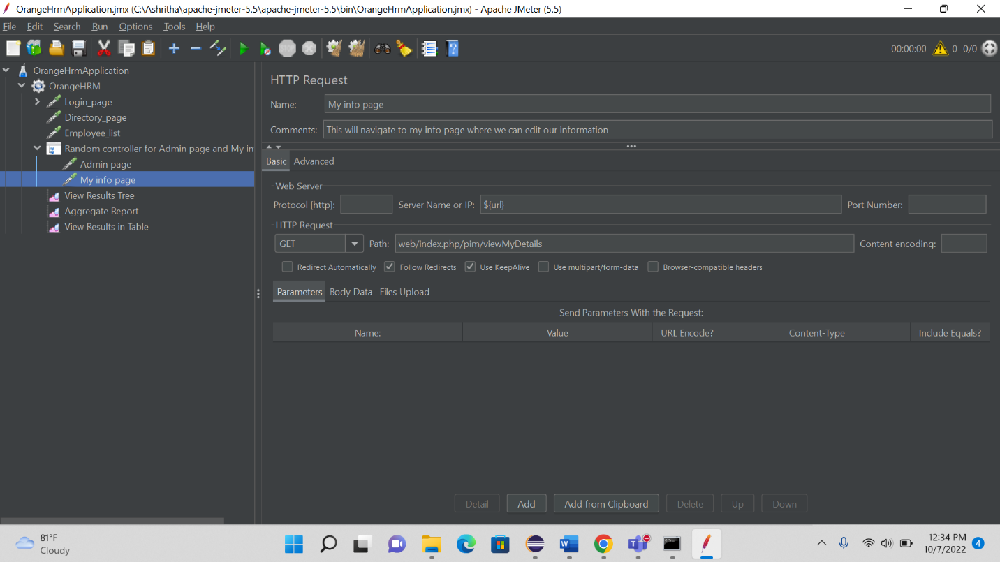 OrangeHrmApplication.jmx (C:\Ashritha\apache-jmeter-5.5\apache-jmeter-5.5\bin\OrangeHrmApplication.jmx) - Apache JMeter (5.5)
File Edit Search Run Options Tools Help
STOP
00:00:00 0 0/0
OrangeHrmApplication
OrangeHRM
Login_page
Directory_page
Employee_list
Random controller for Admin page and My in
Admin page
My info page
View Results Tree
Aggregate Report
View Results in Table
HTTP Request
Name: My info page
Comments: This will navigate to my info page where we can edit our information
Basic Advanced
Web Server
Protocol [http]: Server Name or IP: ${url} Port Number:
HTTP Request
GET Path: web/index.php/pim/viewMyDetails Content encoding:
Redirect Automatically Follow Redirects Use KeepAlive Use multipart/form-data Browser-compatible headers
Parameters Body Data Files Upload
Send Parameters With the Request:
Name: Value URL Encode? Content-Type Include Equals?
Detail Add Add from Clipboard Delete Up Down
81°F
Cloudy
12:34 PM
10/7/2022
4